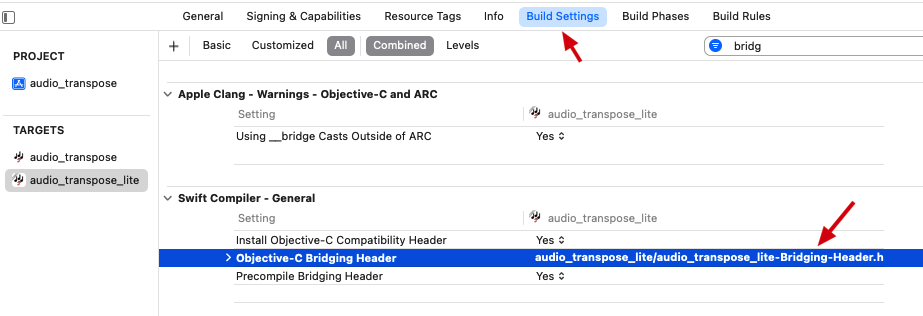 General Signing & Capabilities Resource Tags Info Build Settings Build Phases Build Rules
PROJECT
audio_transpose
TARGETS
audio_transpose
audio_transpose_lite
+ Basic Customized All Combined Levels bridg
Apple Clang - Warnings - Objective-C and ARC
Setting audio_transpose_lite
Using __bridge Casts Outside of ARC Yes
Swift Compiler - General
Setting audio_transpose_lite
Install Objective-C Compatibility Header Yes
Objective-C Bridging Header audio_transpose_lite/audio_transpose_lite-Bridging-Header.h
Precompile Bridging Header Yes